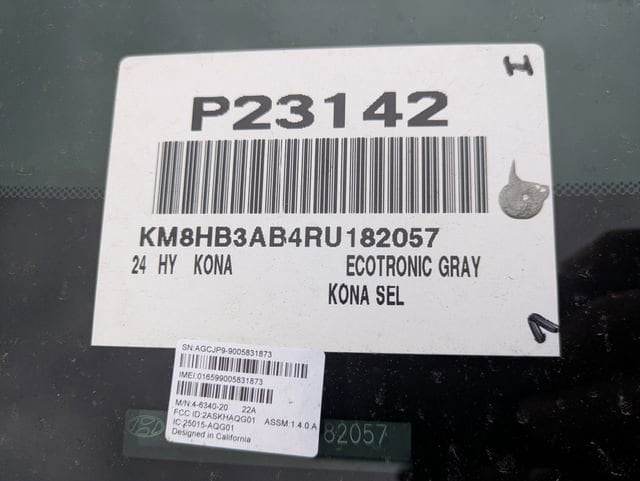 H
P23142
KM8HB3AB4RU182057
24 HY KONA ECOTRONIC GRAY
KONA SEL
SN:AGCJP9-9005831873
IMEI:016599005831873
M/N:4-6340-20 22A
FCC ID:2ASKHAQG01 ASSM:1.4.0.A
IC:25015-AQG01
Designed in California
82057